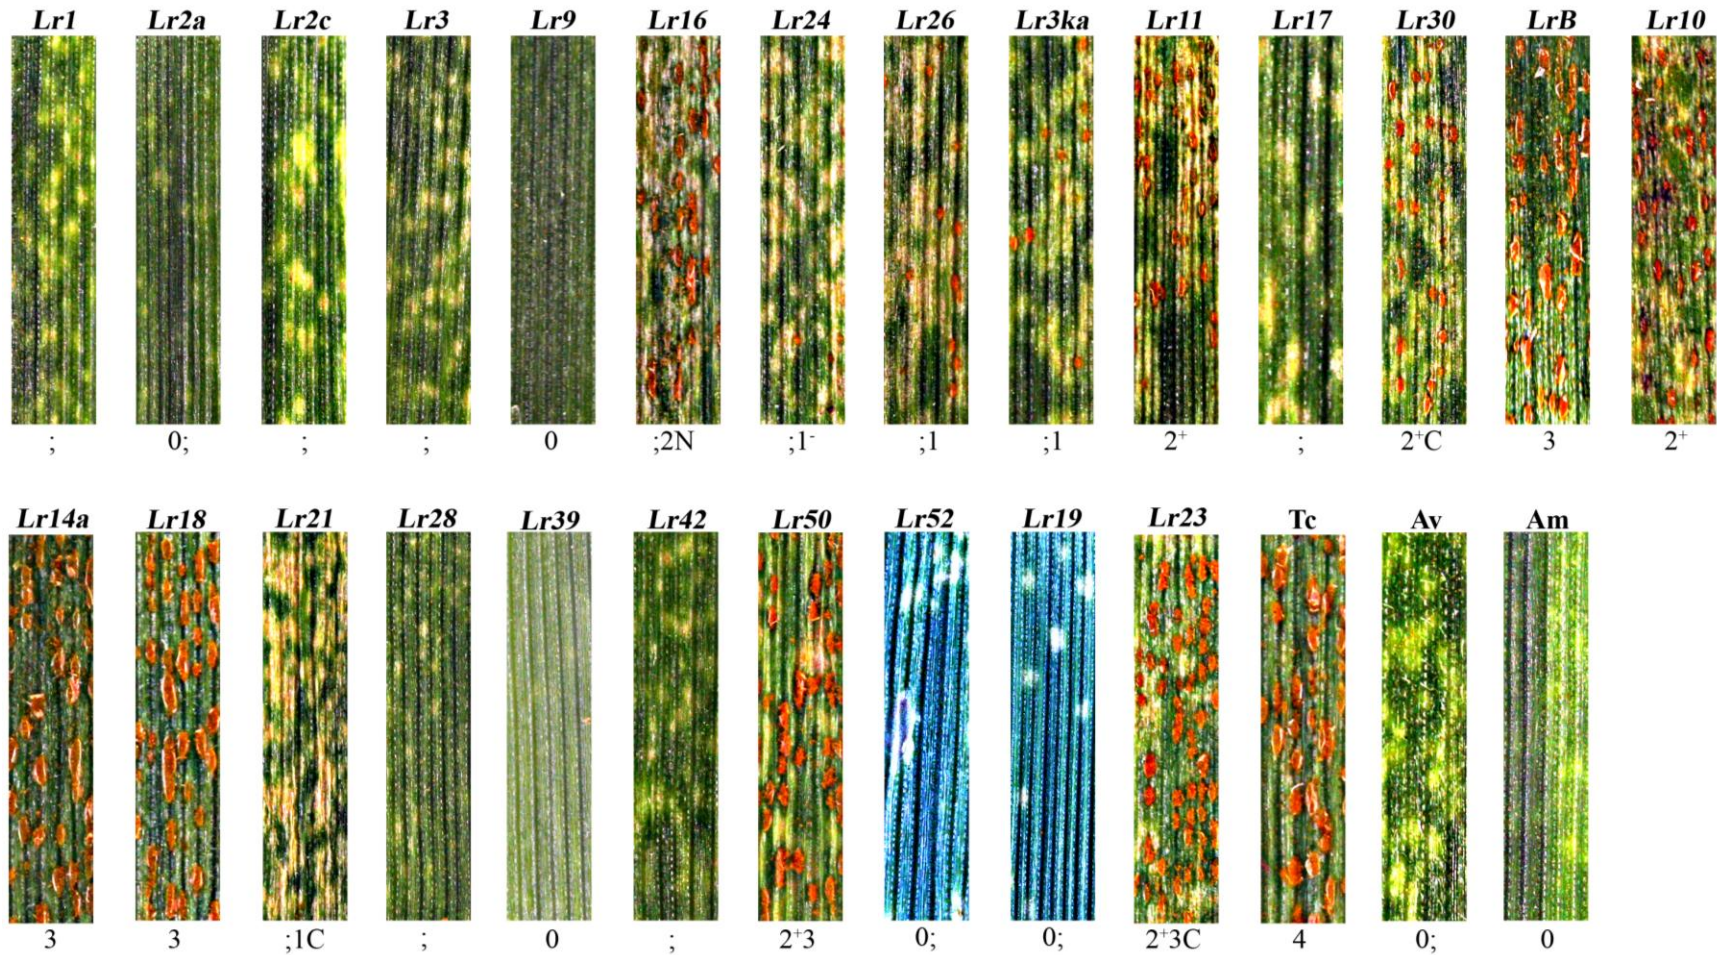 Lr1 Lr2a Lr2c Lr3 Lr9 Lr16 Lr24 Lr26 Lr3ka Lr11 Lr17 Lr30 LrB Lr10
; 0; ; ; 0 ;2N ;1⁻ ;1 ;1 2⁺ ; 2⁺C 3 2⁺
Lr14a Lr18 Lr21 Lr28 Lr39 Lr42 Lr50 Lr52 Lr19 Lr23 Tc Av Am
3 3 ;1C ; 0 ; 2⁺3 0; 0; 2⁺3C 4 0; 0